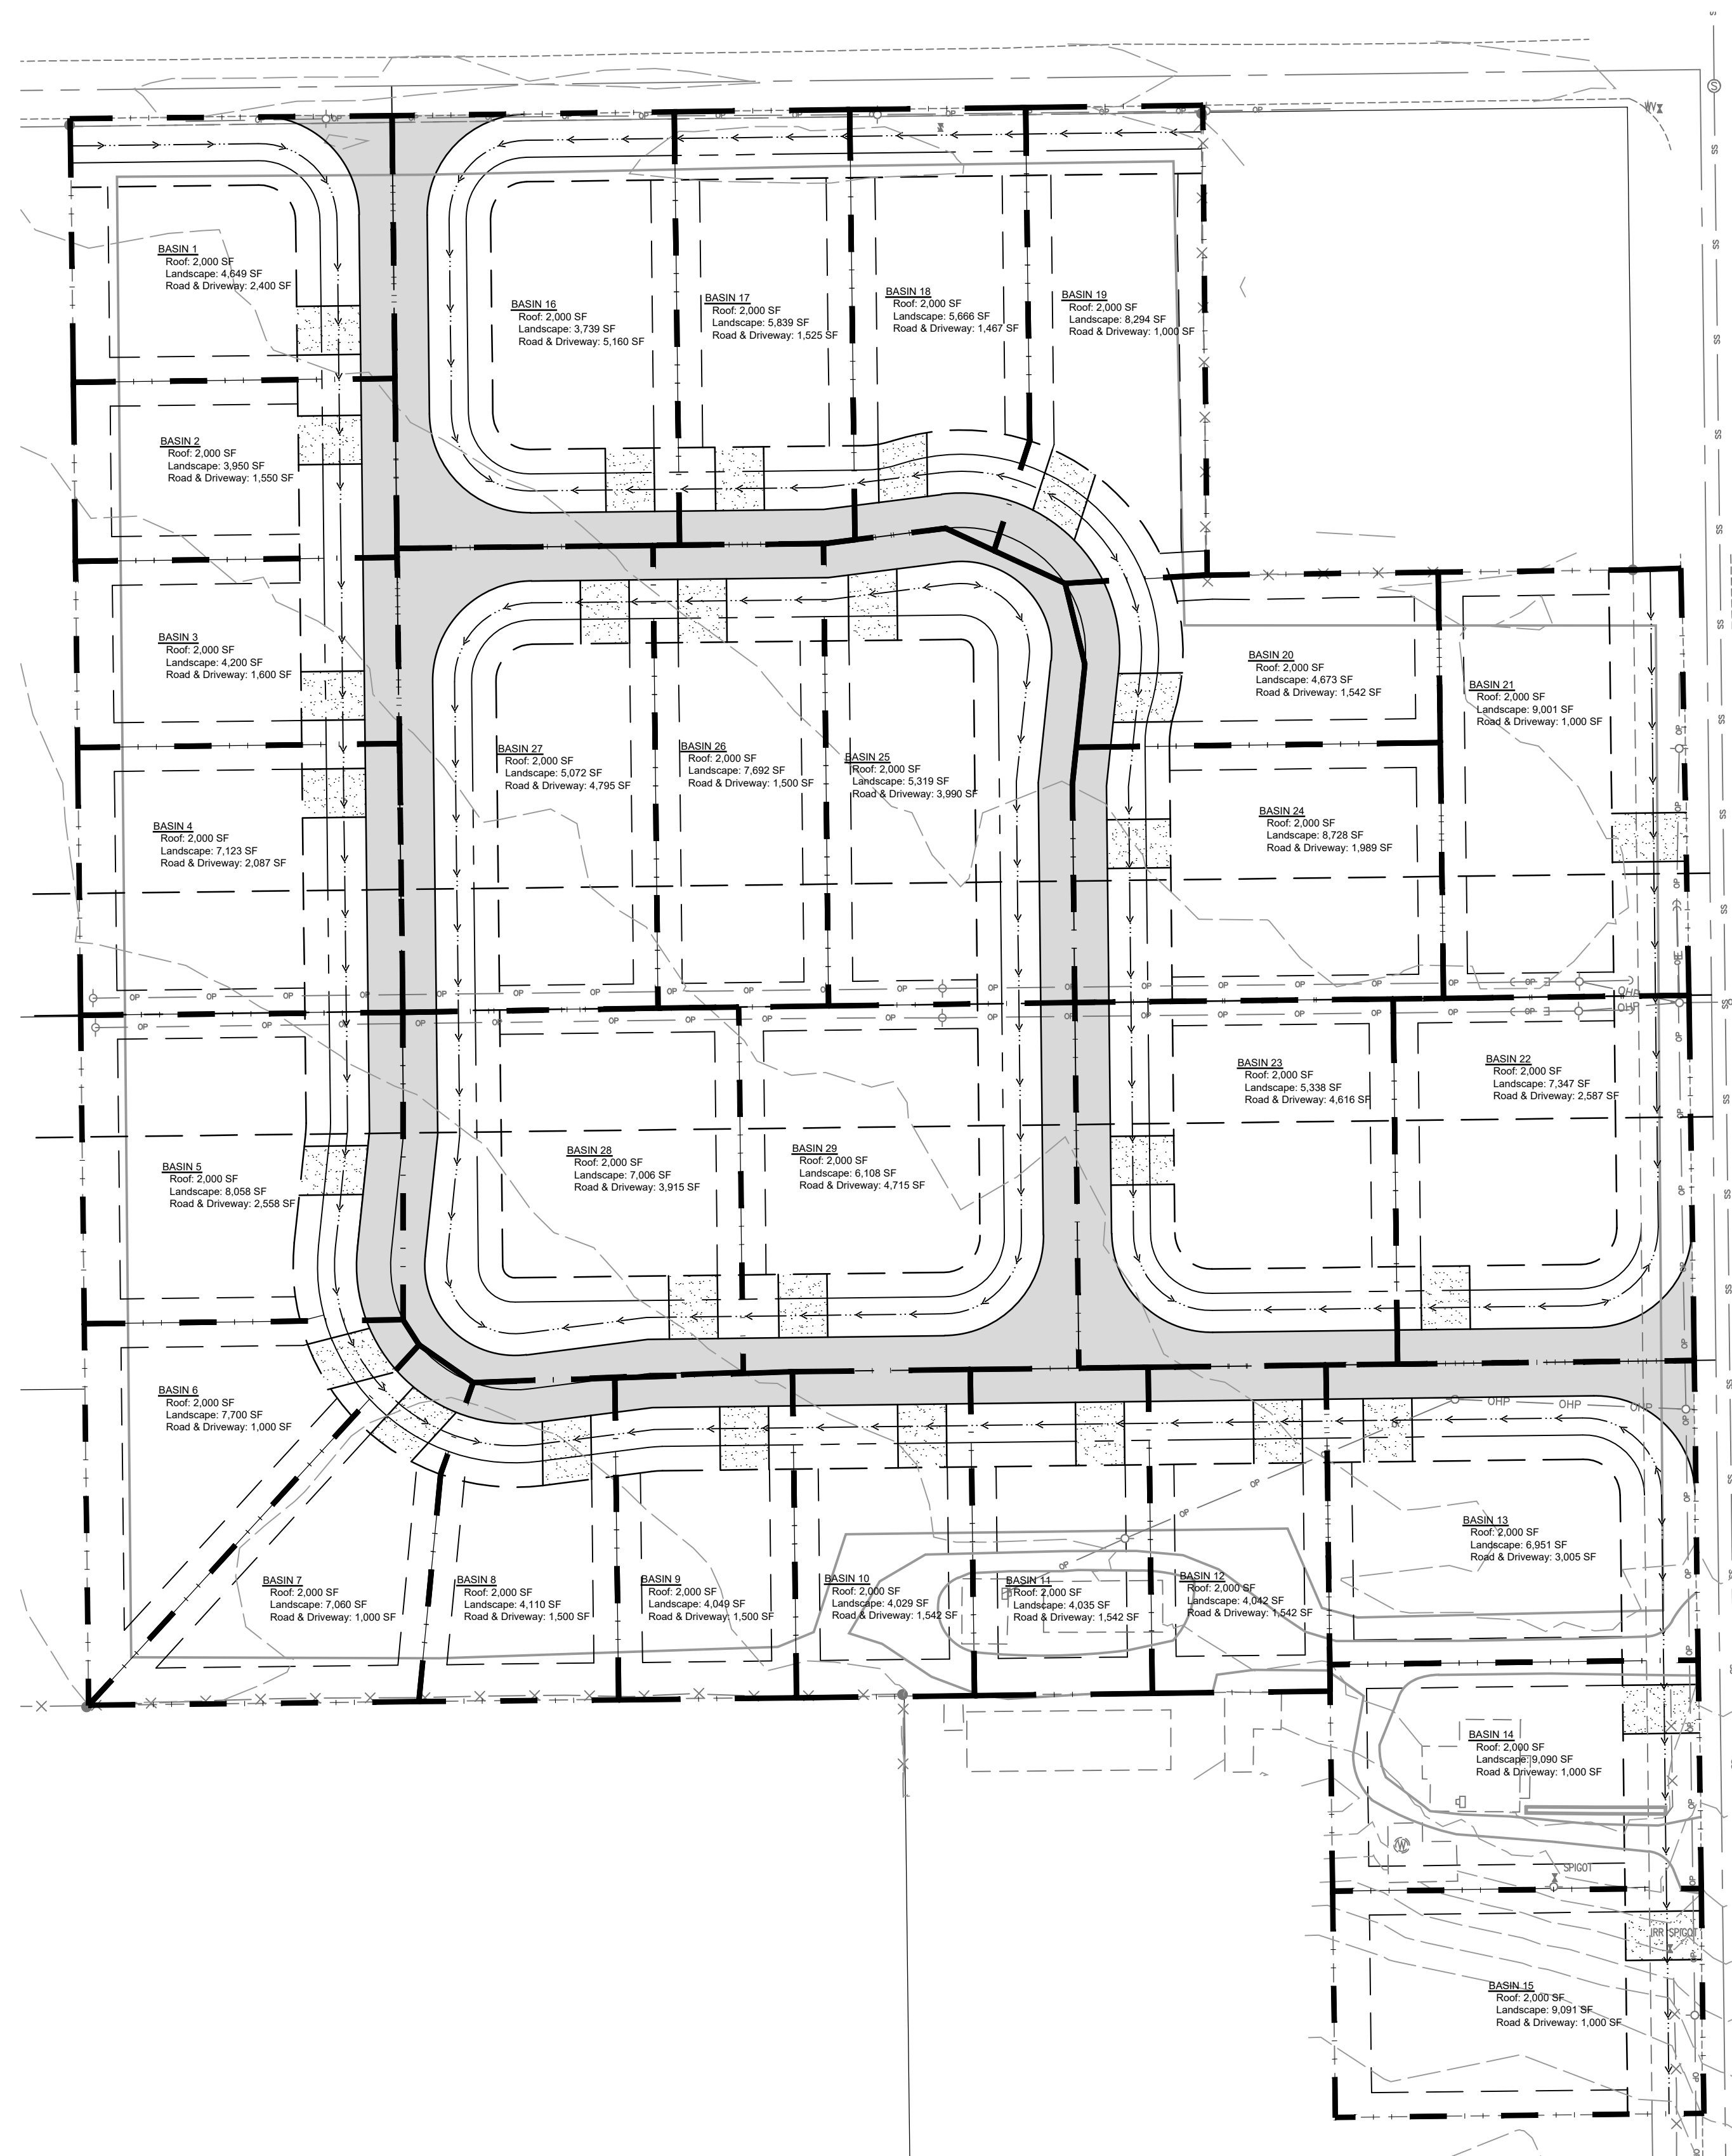 BASIN 1
Roof: 2,000 SF
Landscape: 4,649 SF
Road & Driveway: 2,400 SF
BASIN 16
Roof: 2,000 SF
Landscape: 3,739 SF
Road & Driveway: 5,160 SF
BASIN 17
Roof: 2,000 SF
Landscape: 5,839 SF
Road & Driveway: 1,525 SF
BASIN 18
Roof: 2,000 SF
Landscape: 5,666 SF
Road & Driveway: 1,467 SF
BASIN 19
Roof: 2,000 SF
Landscape: 8,294 SF
Road & Driveway: 1,000 SF
BASIN 2
Roof: 2,000 SF
Landscape: 3,950 SF
Road & Driveway: 1,550 SF
BASIN 3
Roof: 2,000 SF
Landscape: 4,200 SF
Road & Driveway: 1,600 SF
BASIN 20
Roof: 2,000 SF
Landscape: 4,673 SF
Road & Driveway: 1,542 SF
BASIN 21
Roof: 2,000 SF
Landscape: 9,001 SF
Road & Driveway: 1,000 SF
BASIN 27
Roof: 2,000 SF
Landscape: 5,072 SF
Road & Driveway: 4,795 SF
BASIN 26
Roof: 2,000 SF
Landscape: 7,692 SF
Road & Driveway: 1,500 SF
BASIN 25
Roof: 2,000 SF
Landscape: 5,319 SF
Road & Driveway: 3,990 SF
BASIN 4
Roof: 2,000 SF
Landscape: 7,123 SF
Road & Driveway: 2,087 SF
BASIN 24
Roof: 2,000 SF
Landscape: 8,728 SF
Road & Driveway: 1,989 SF
BASIN 23
Roof: 2,000 SF
Landscape: 5,338 SF
Road & Driveway: 4,616 SF
BASIN 22
Roof: 2,000 SF
Landscape: 7,347 SF
Road & Driveway: 2,587 SF
BASIN 5
Roof: 2,000 SF
Landscape: 8,058 SF
Road & Driveway: 2,558 SF
BASIN 28
Roof: 2,000 SF
Landscape: 7,006 SF
Road & Driveway: 3,915 SF
BASIN 29
Roof: 2,000 SF
Landscape: 6,108 SF
Road & Driveway: 4,715 SF
BASIN 6
Roof: 2,000 SF
Landscape: 7,700 SF
Road & Driveway: 1,000 SF
OHP OHP OHP
BASIN 13
Roof: 2,000 SF
Landscape: 6,951 SF
Road & Driveway: 3,005 SF
BASIN 7
Roof: 2,000 SF
Landscape: 7,060 SF
Road & Driveway: 1,000 SF
BASIN 8
Roof: 2,000 SF
Landscape: 4,110 SF
Road & Driveway: 1,500 SF
BASIN 9
Roof: 2,000 SF
Landscape: 4,049 SF
Road & Driveway: 1,500 SF
BASIN 10
Roof: 2,000 SF
Landscape: 4,029 SF
Road & Driveway: 1,542 SF
BASIN 11
Roof: 2,000 SF
Landscape: 4,035 SF
Road & Driveway: 1,542 SF
BASIN 12
Roof: 2,000 SF
Landscape: 4,042 SF
Road & Driveway: 1,542 SF
BASIN 14
Roof: 2,000 SF
Landscape: 9,090 SF
Road & Driveway: 1,000 SF
SPIGOT
IRR SPIGOT
BASIN 15
Roof: 2,000 SF
Landscape: 9,091 SF
Road & Driveway: 1,000 SF